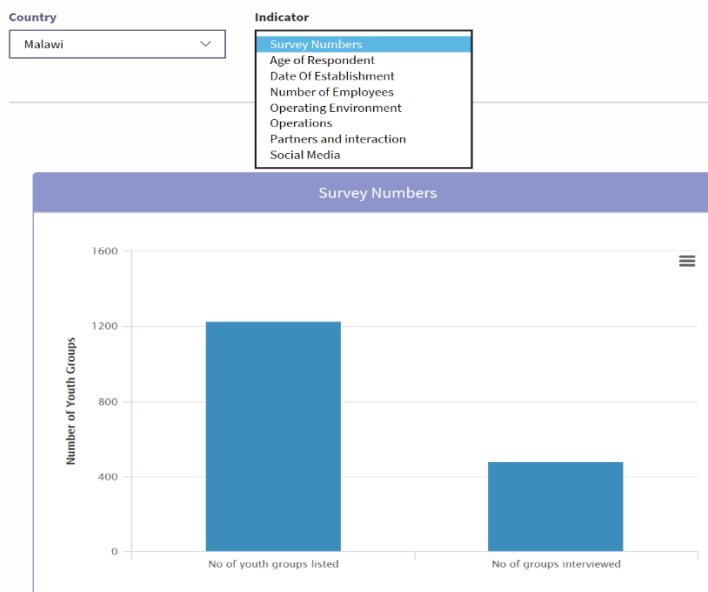 Country
Indicator
Malawi
Survey Numbers
Age of Respondent
Date Of Establishment
Number of Employees
Operating Environment
Operations
Partners and interaction
Social Media
Survey Numbers
1600
1200
800
400
0
Number of Youth Groups
No of youth groups listed
No of groups interviewed